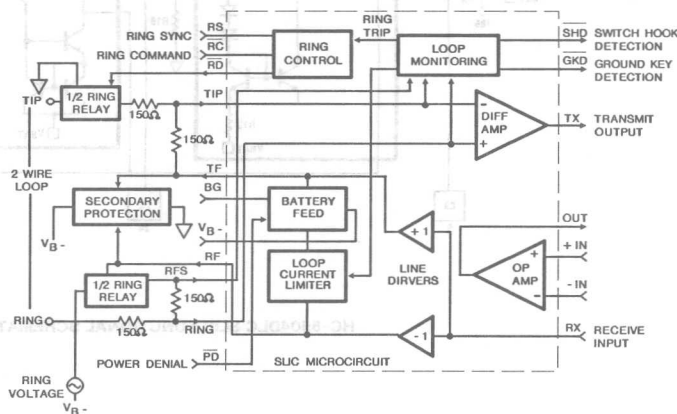 RING SYNC
RS
RING COMMAND
RC
RD
RING CONTROL
RING TRIP
LOOP MONITORING
SHD
SWITCH HOOK DETECTION
GKD
GROUND KEY DETECTION
TIP
1/2 RING RELAY
150Ω
TIP
150Ω
−
DIFF AMP
+
TX
TRANSMIT OUTPUT
2 WIRE LOOP
TF
BG
SECONDARY PROTECTION
VB-
VB-
BATTERY FEED
+ 1
OUT
RF
LOOP CURRENT LIMITER
LINE DIRVERS
+
OP AMP
−
+ IN
- IN
1/2 RING RELAY
RFS
150Ω
RING
150Ω
RING
- 1
RX
RECEIVE INPUT
POWER DENIAL
PD
SLIC MICROCIRCUIT
RING VOLTAGE
VB-